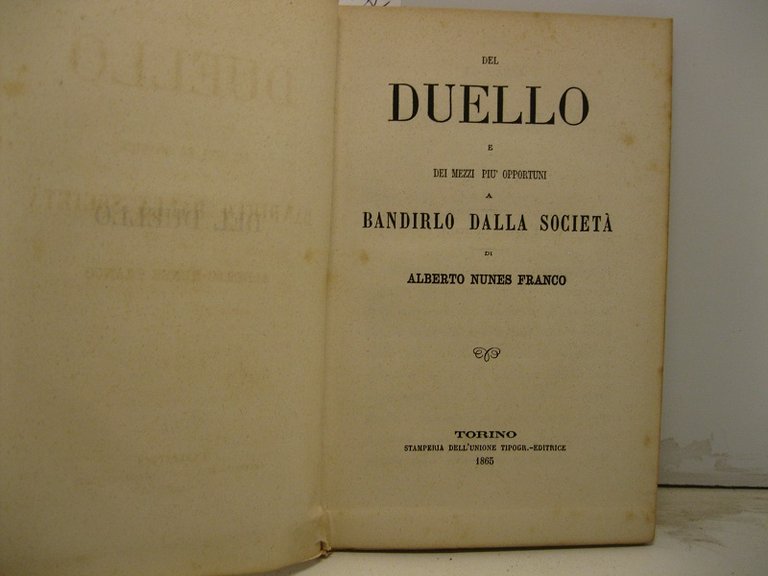 DEL
DUELLO
E
DEI MEZZI PIU' OPPORTUNI
A
BANDIRLO DALLA SOCIETÀ
DI
ALBERTO NUNES FRANCO
TORINO
STAMPERIA DELL'UNIONE TIPOGR.-EDITRICE
1865